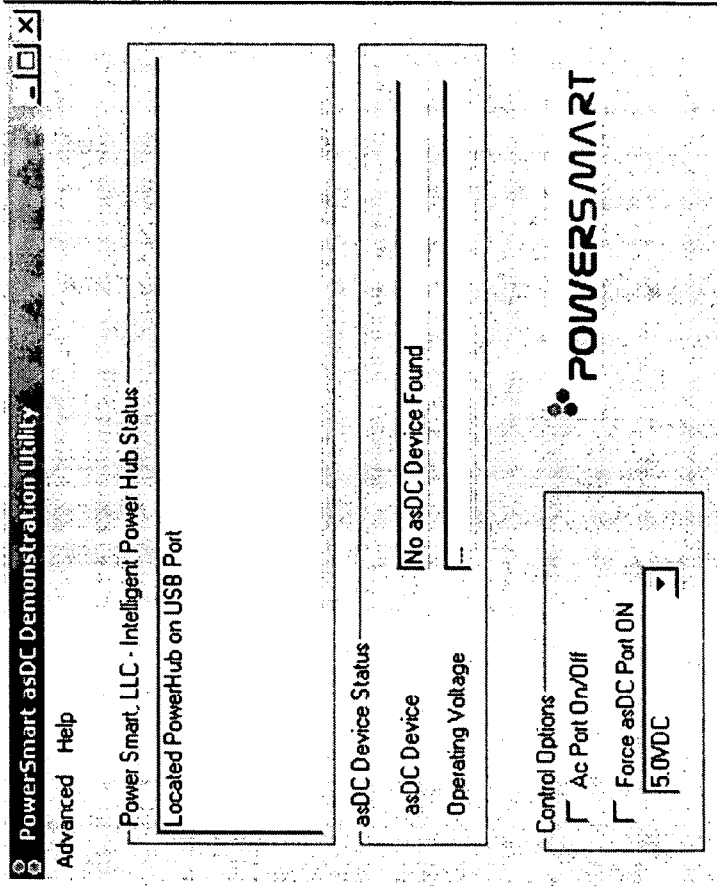 PowerSmart asDC Demonstration Utility
Advanced Help
Power Smart, LLC - Intelligent Power Hub Status
Located PowerHub on USB Port
asDC Device Status
asDC Device No asDC Device Found
Operating Voltage --
Control Options
Ac Port On/Off
Force asDC Port ON
5.0VDC
POWERSMART